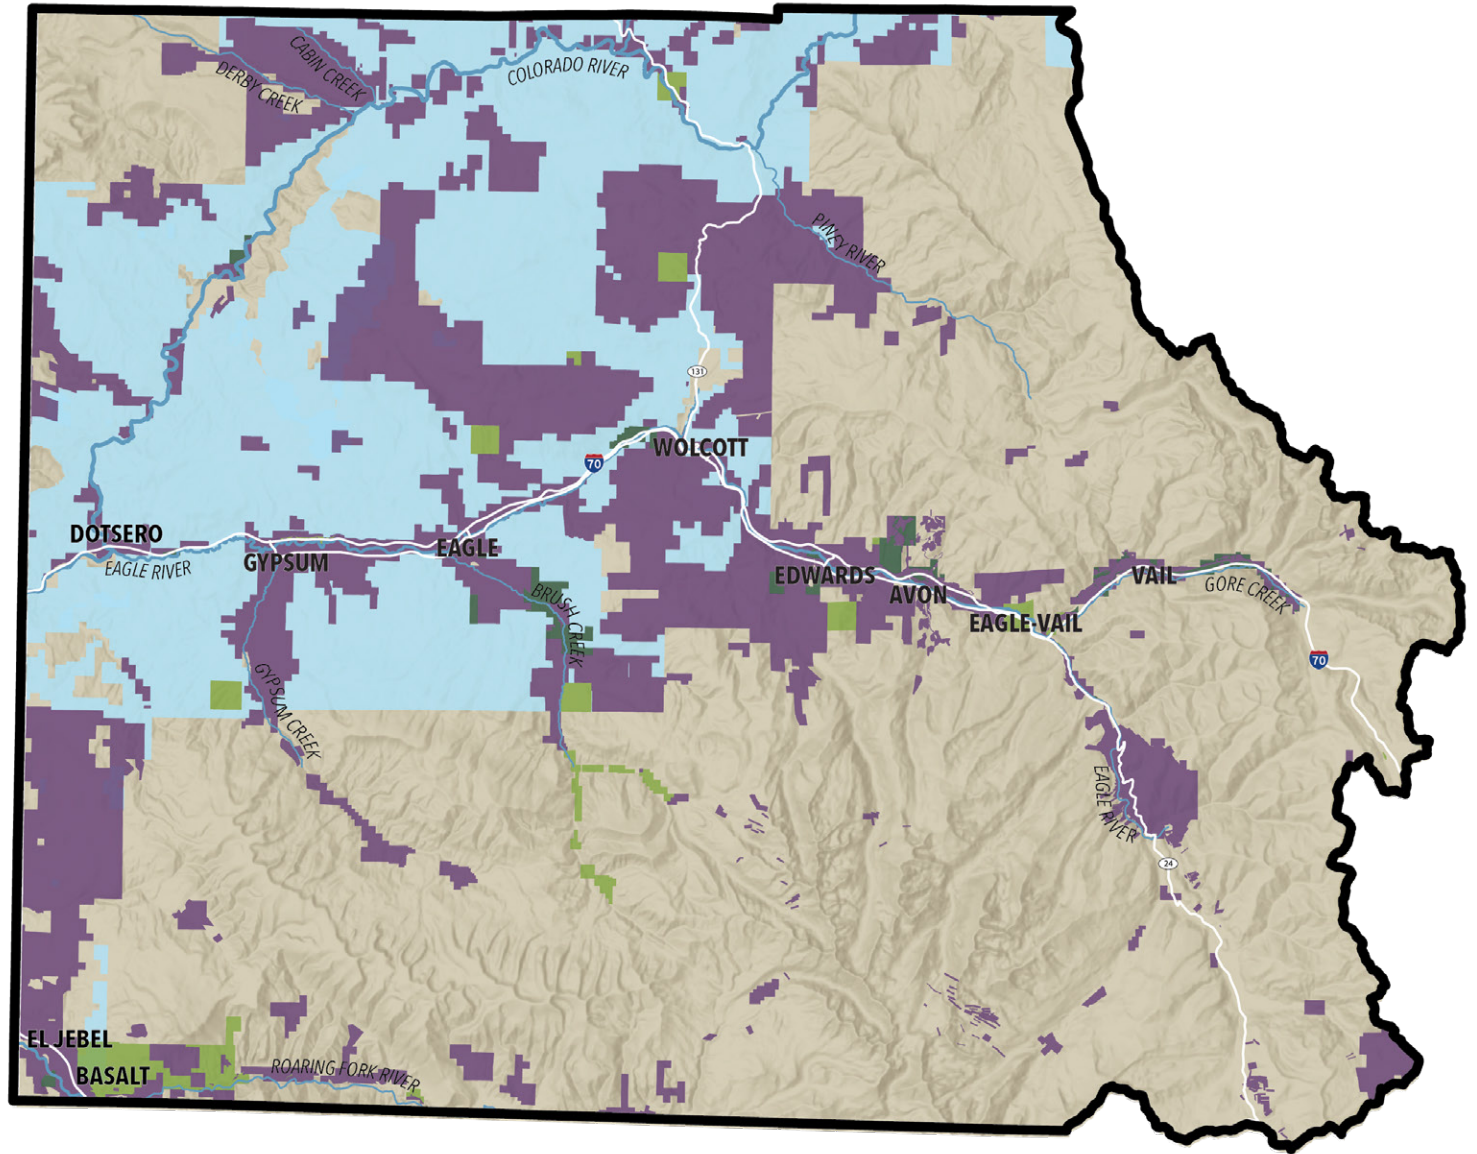 CABIN CREEK
DERBY CREEK
COLORADO RIVER
PINEY RIVER
131
WOLCOTT
70
DOTSERO
EAGLE RIVER
GYPSUM
EAGLE
BRUSH CREEK
EDWARDS
AVON
EAGLE-VAIL
VAIL
GORE CREEK
70
GYPSUM CREEK
EAGLE RIVER
24
EL JEBEL
BASALT
ROARING FORK RIVER